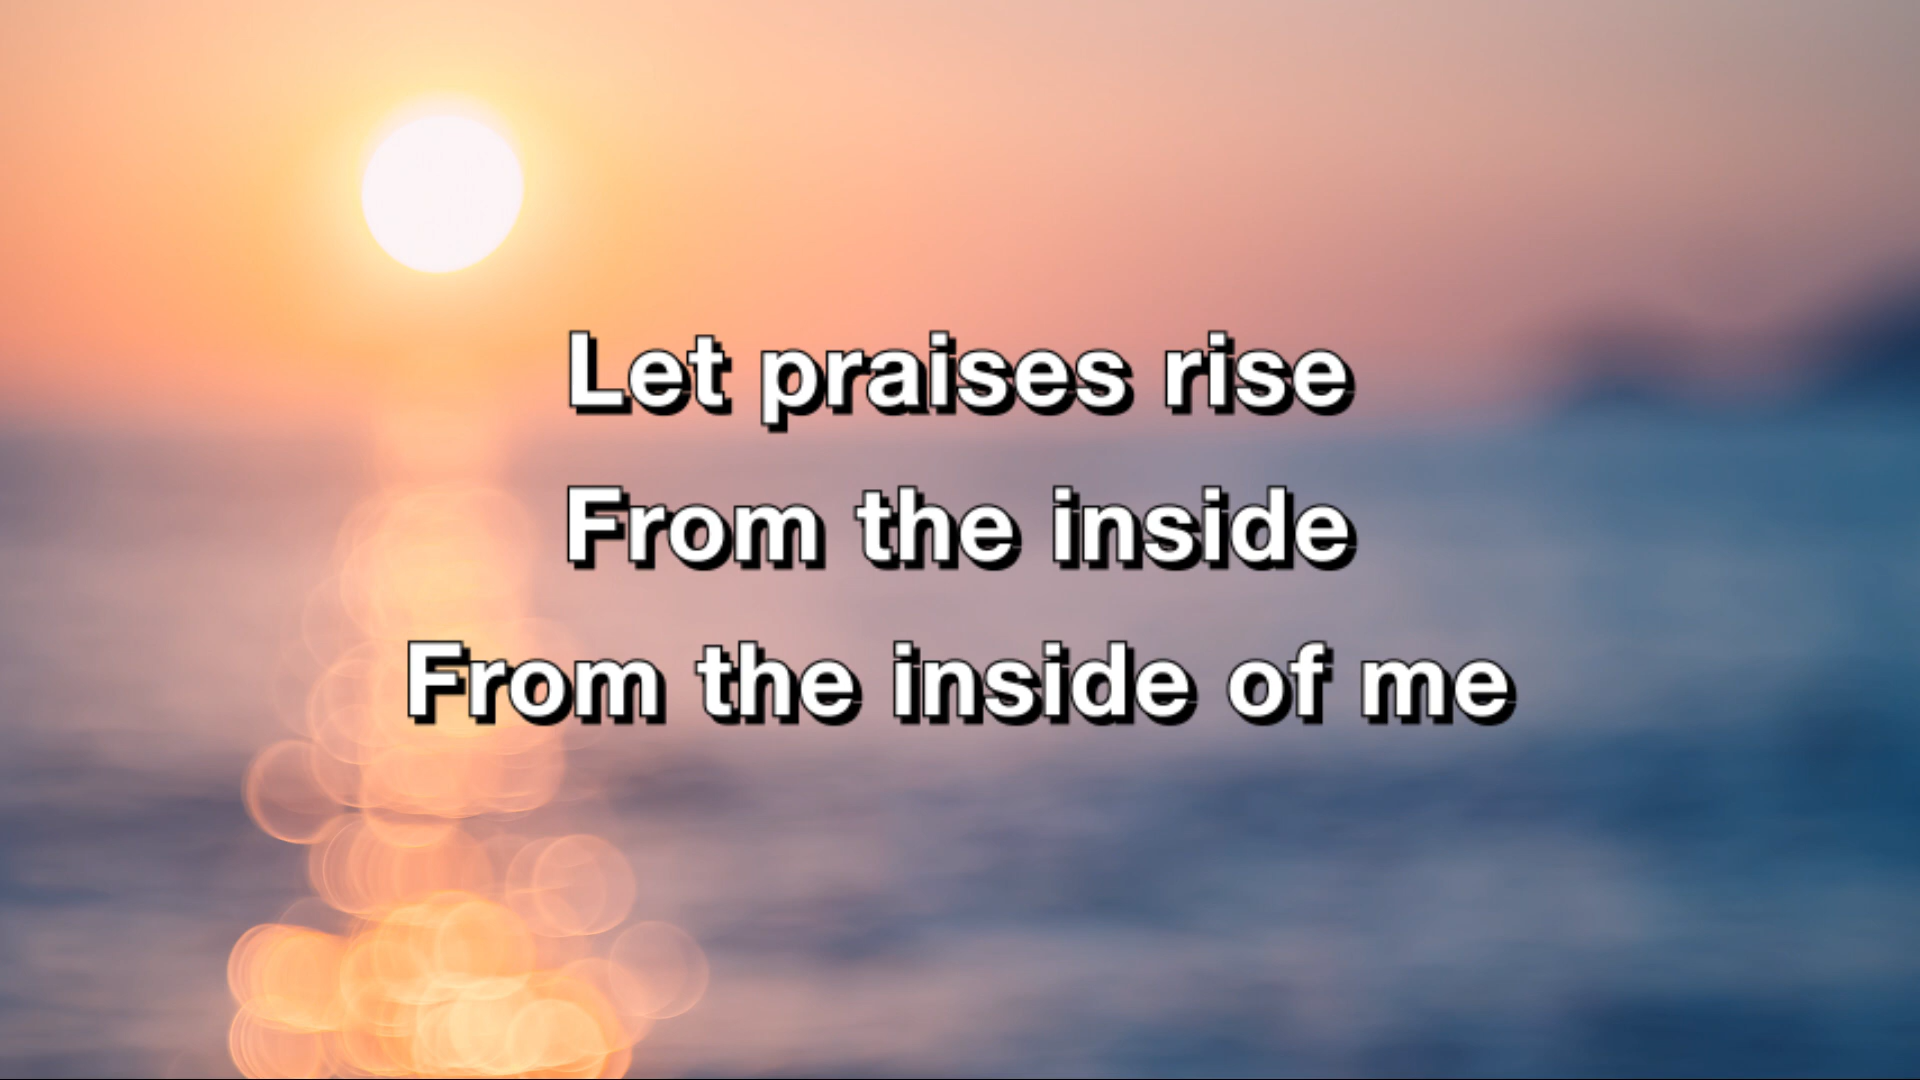 Let praises rise
From the inside
From the inside of me